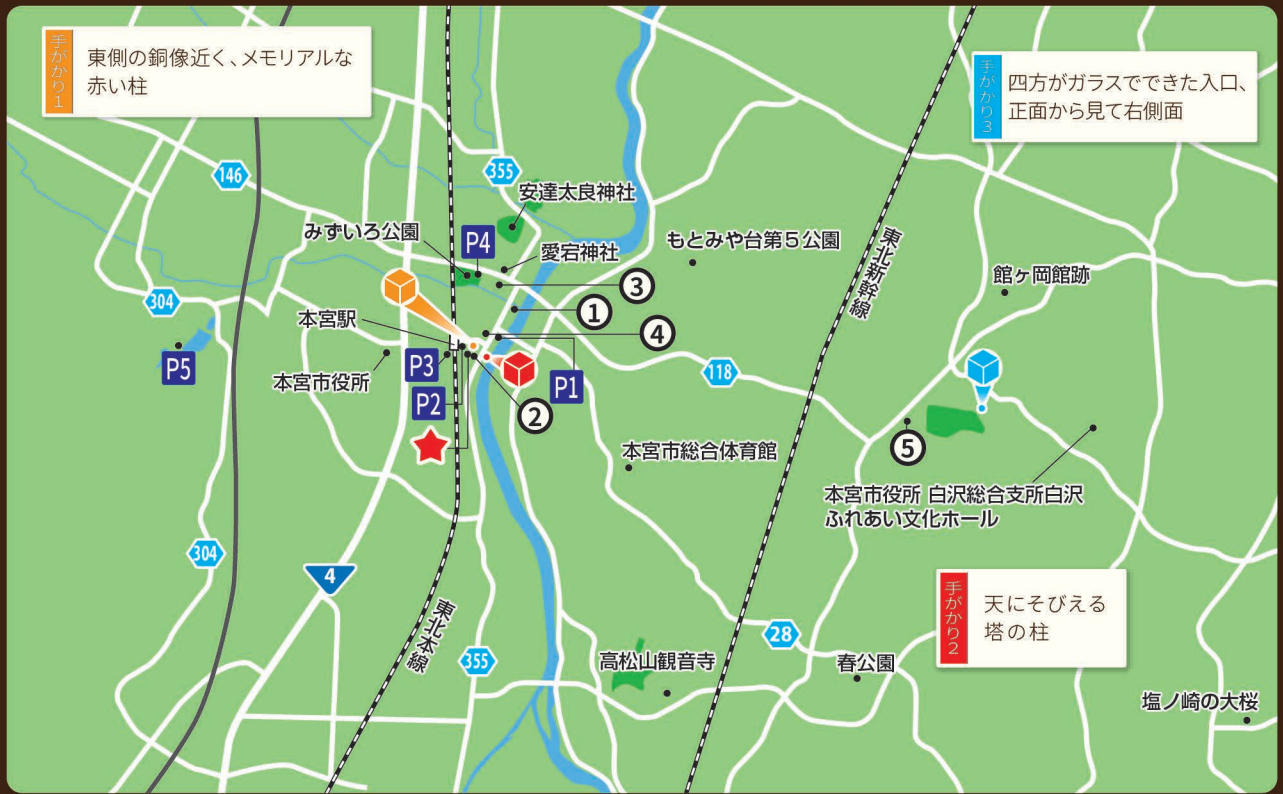 手がかり1
東側の銅像近く、メモリアルな
赤い柱
手がかり3
四方がガラスでできた入口、
正面から見て右側面
146
355
安達太良神社
みずいろ公園
P4
愛宕神社
もとみや台第5公園
東北新幹線
館ヶ岡館跡
304
③
①
本宮駅
④
P5
本宮市役所
P3
P1
118
P2
②
⑤
本宮市総合体育館
本宮市役所 白沢総合支所白沢
ふれあい文化ホール
304
4
手がかり2
天にそびえる
塔の柱
東北本線
28
355
高松山観音寺
春公園
塩ノ崎の大桜